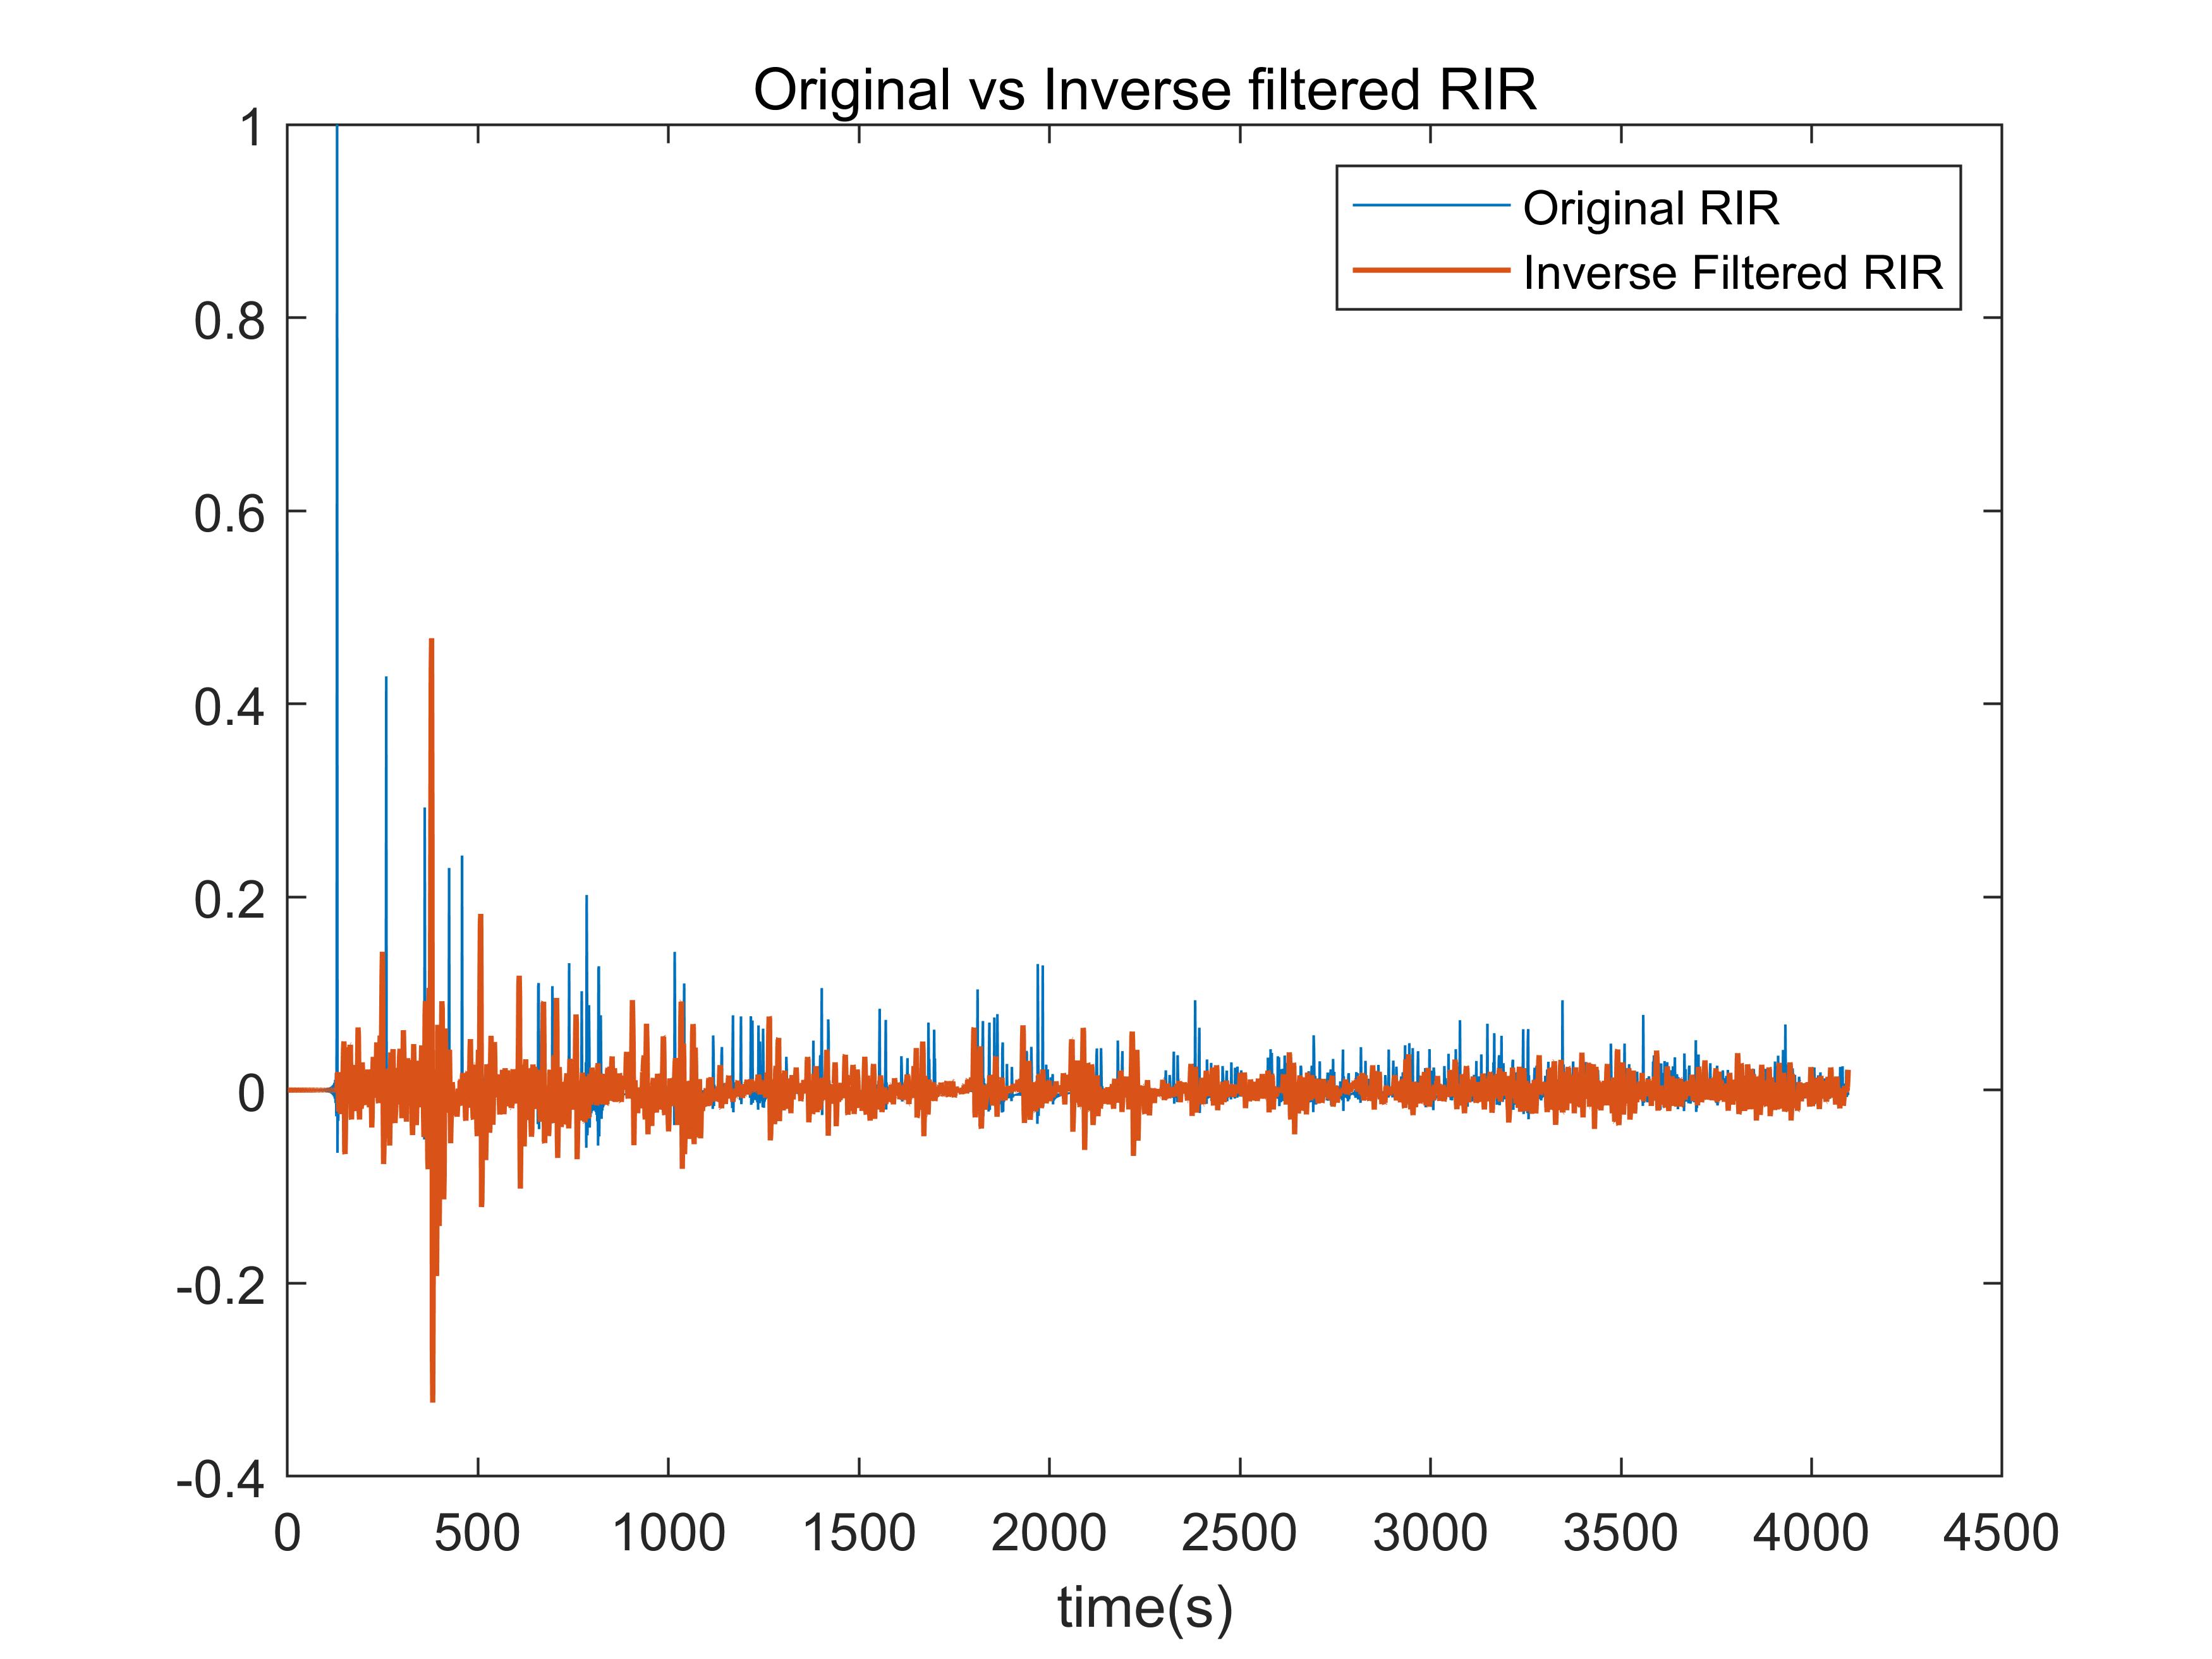 Original vs Inverse filtered RIR
1
0.8
0.6
0.4
0.2
0
-0.2
-0.4
Original RIR
Inverse Filtered RIR
0 500 1000 1500 2000 2500 3000 3500 4000 4500
time(s)